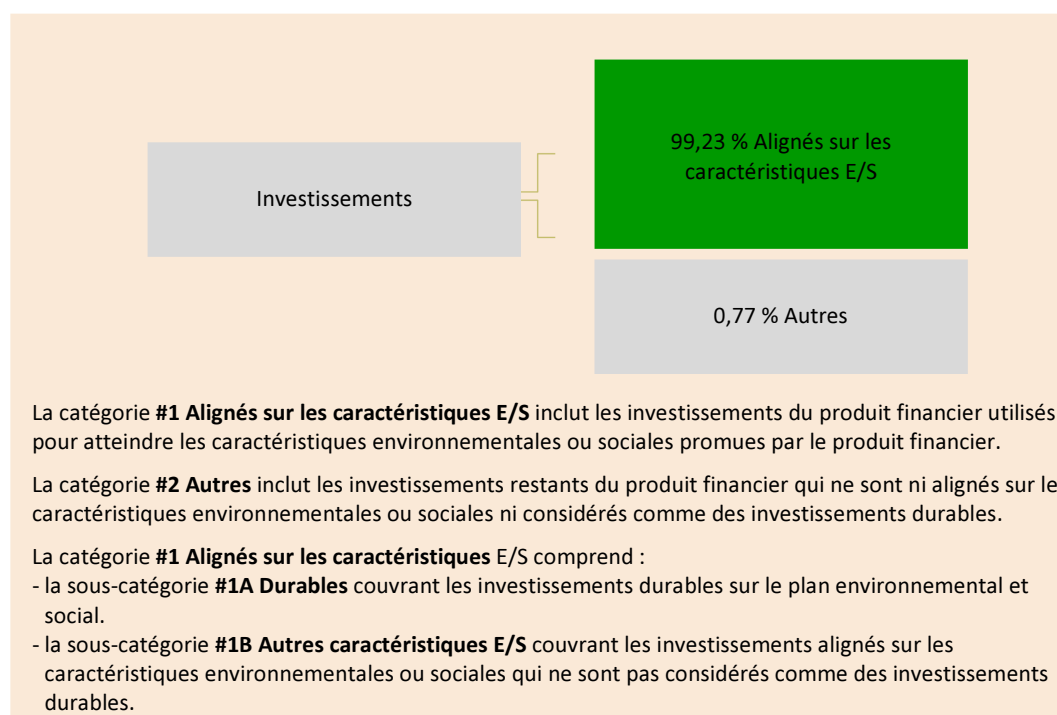 99,23 % Alignés sur les
caractéristiques E/S
Investissements
0,77 % Autres
La catégorie #1 Alignés sur les caractéristiques E/S inclut les investissements du produit financier utilisés
pour atteindre les caractéristiques environnementales ou sociales promues par le produit financier.
La catégorie #2 Autres inclut les investissements restants du produit financier qui ne sont ni alignés sur le
caractéristiques environnementales ou sociales ni considérés comme des investissements durables.
La catégorie #1 Alignés sur les caractéristiques E/S comprend :
- la sous-catégorie #1A Durables couvrant les investissements durables sur le plan environnemental et
social.
- la sous-catégorie #1B Autres caractéristiques E/S couvrant les investissements alignés sur les
caractéristiques environnementales ou sociales qui ne sont pas considérés comme des investissements
durables.